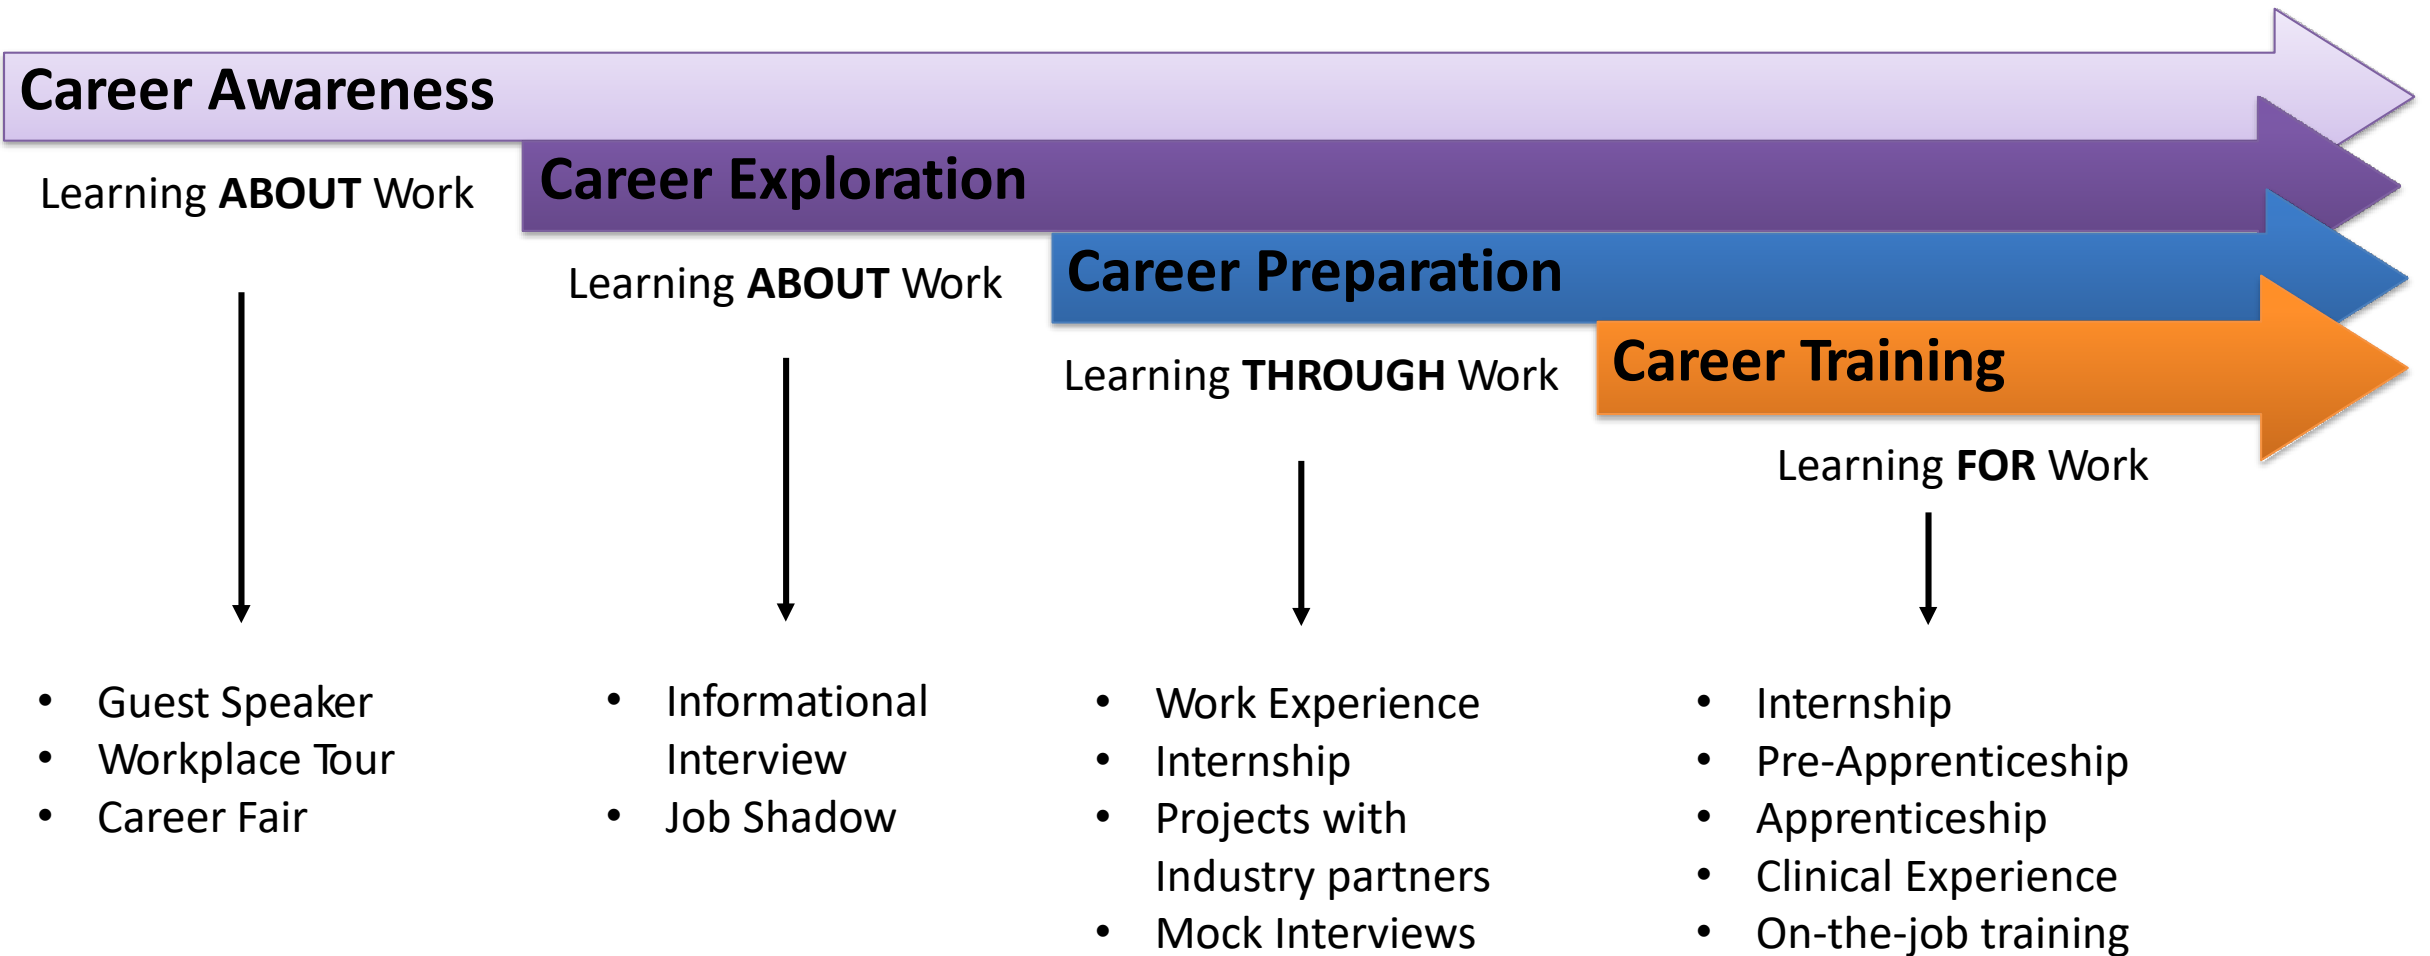 Career Awareness
Learning ABOUT Work
Career Exploration
Learning ABOUT Work
Career Preparation
Learning THROUGH Work
Career Training
Learning FOR Work
• Guest Speaker
• Workplace Tour
• Career Fair
• Informational
Interview
• Job Shadow
• Work Experience
• Internship
• Projects with
Industry partners
• Mock Interviews
• Internship
• Pre-Apprenticeship
• Apprenticeship
• Clinical Experience
• On-the-job training